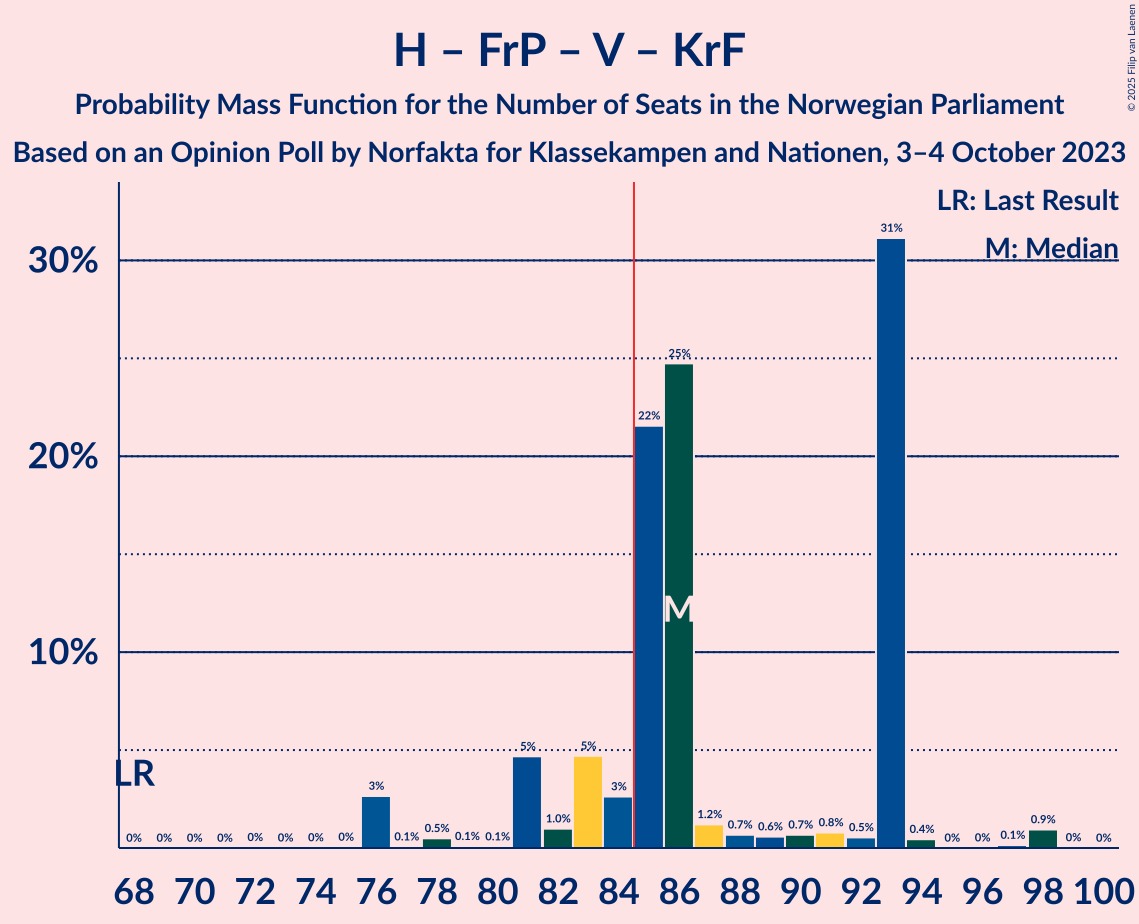 H – FrP – V – KrF
Probability Mass Function for the Number of Seats in the Norwegian Parliament
Based on an Opinion Poll by Norfakta for Klassekampen and Nationen, 3–4 October 2023
© 2025 Filip van Laenen
LR: Last Result
M: Median
30%
20%
10%
LR
M
0% 0% 0% 0% 0% 0% 0% 0% 3% 0.1% 0.5% 0.1% 0.1% 5% 1.0% 5% 3% 22% 25% 1.2% 0.7% 0.6% 0.7% 0.8% 0.5% 31% 0.4% 0% 0% 0.1% 0.9% 0% 0%
68 70 72 74 76 78 80 82 84 86 88 90 92 94 96 98 100